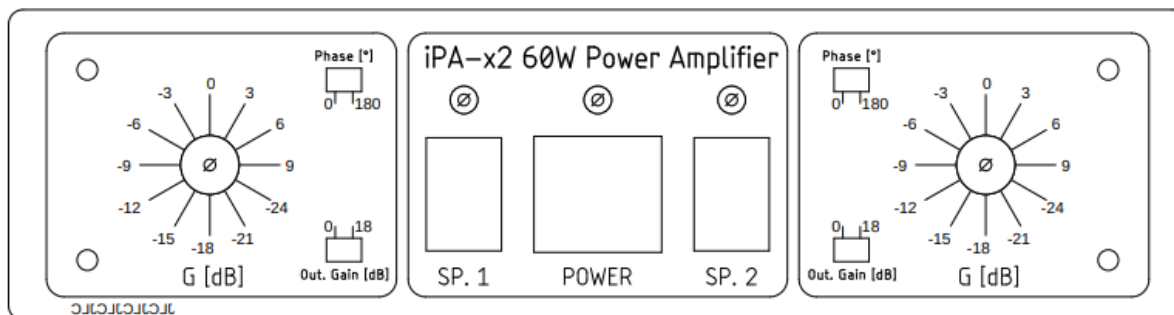 Phase [°]
0 180
0
-3 3
-6 6
-9 9
-12 -24
-15 -21
-18
0 18
Out. Gain [dB]
G [dB]
iPA-x2 60W Power Amplifier
SP. 1 POWER SP. 2
Phase [°]
0 180
0
-3 3
-6 6
-9 9
-12 -24
-15 -21
-18
0 18
Out. Gain [dB]
G [dB]